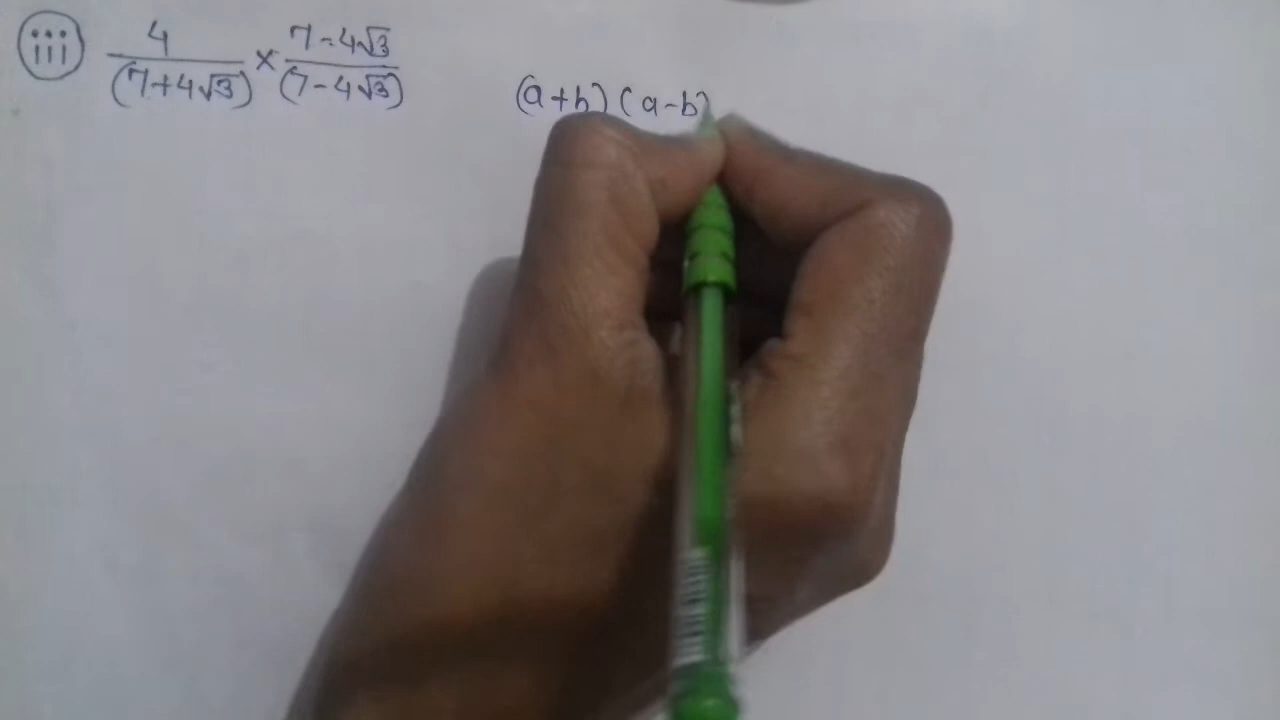 (iii) 4/(7+4√3) × 7-4√3/(7-4√3)
(a+b) (a-b)